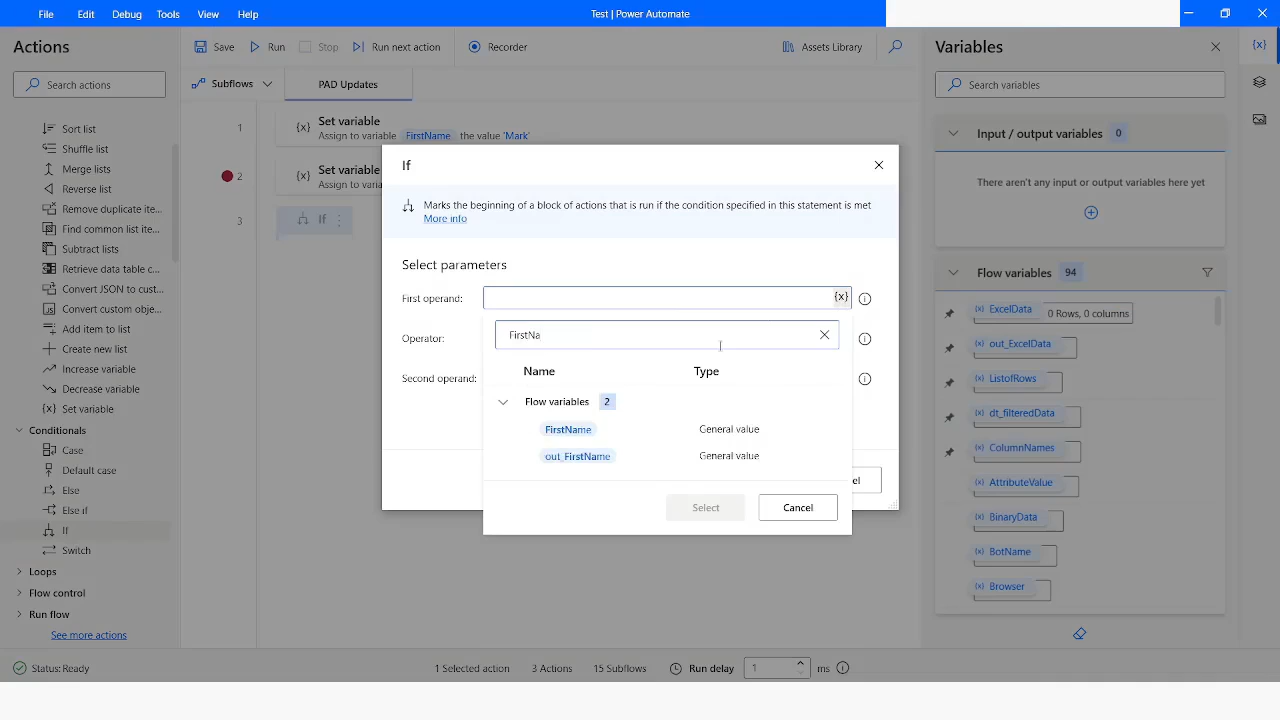 File Edit Debug Tools View Help
Test | Power Automate
Actions
Save Run Stop Run next action Recorder Assets Library
Variables
Search actions
Subflows PAD Updates
Search variables
Sort list
Shuffle list
Merge lists
Reverse list
Remove duplicate ite...
Find common list ite...
Subtract lists
Retrieve data table c...
Convert JSON to cust...
Convert custom obje...
Add item to list
Create new list
Increase variable
Decrease variable
{x} Set variable
Conditionals
Case
Default case
Else
Else if
If
Switch
Loops
Flow control
Run flow
See more actions
1
{x} Set variable
Assign to variable FirstName the value 'Mark'
2
{x} Set variable
Assign to varia
3
If
If
Marks the beginning of a block of actions that is run if the condition specified in this statement is met
More info
Select parameters
First operand: {x}
Operator:
Second operand:
FirstNa
Name Type
Flow variables 2
FirstName General value
out_FirstName General value
Select Cancel
el
Input / output variables 0
There aren't any input or output variables here yet
Flow variables 94
{x} ExcelData 0 Rows, 0 columns
{x} out_ExcelData
{x} ListofRows
{x} dt_filteredData
{x} ColumnNames
{x} AttributeValue
{x} BinaryData
{x} BotName
{x} Browser
{x}
Status: Ready 1 Selected action 3 Actions 15 Subflows Run delay 1 ms